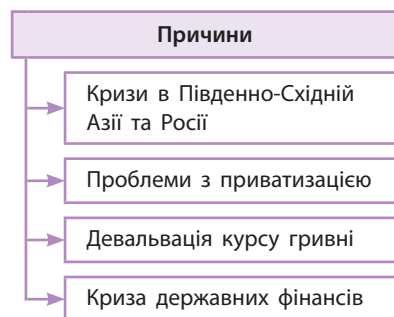 Причини
Кризи в Південно-Східній
Азії та Росії
Проблеми з приватизацією
Девальвація курсу гривні
Криза державних фінансів